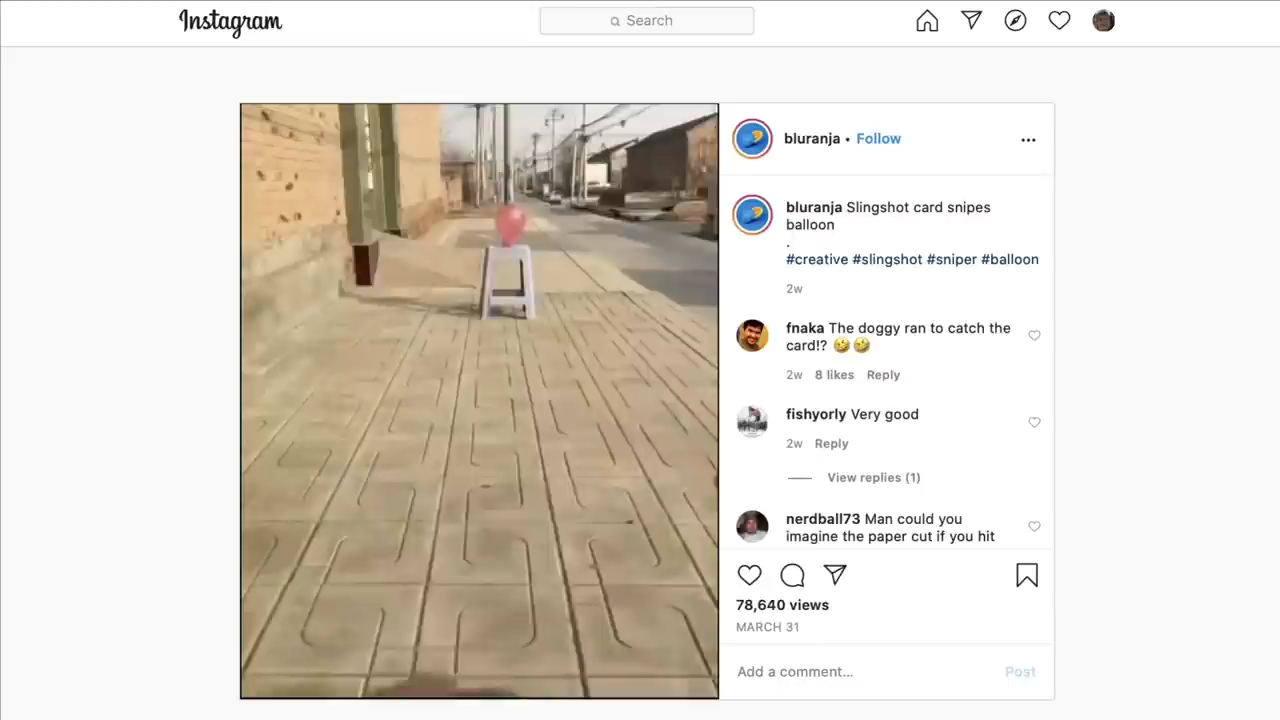 Instagram
Search
bluranja • Follow
bluranja Slingshot card snipes
balloon
.
#creative #slingshot #sniper #balloon
2w
fnaka The doggy ran to catch the
card!? 🤣🤣
2w 8 likes Reply
fishyorly Very good
2w Reply
View replies (1)
nerdball73 Man could you
imagine the paper cut if you hit
78,640 views
MARCH 31
Add a comment... Post